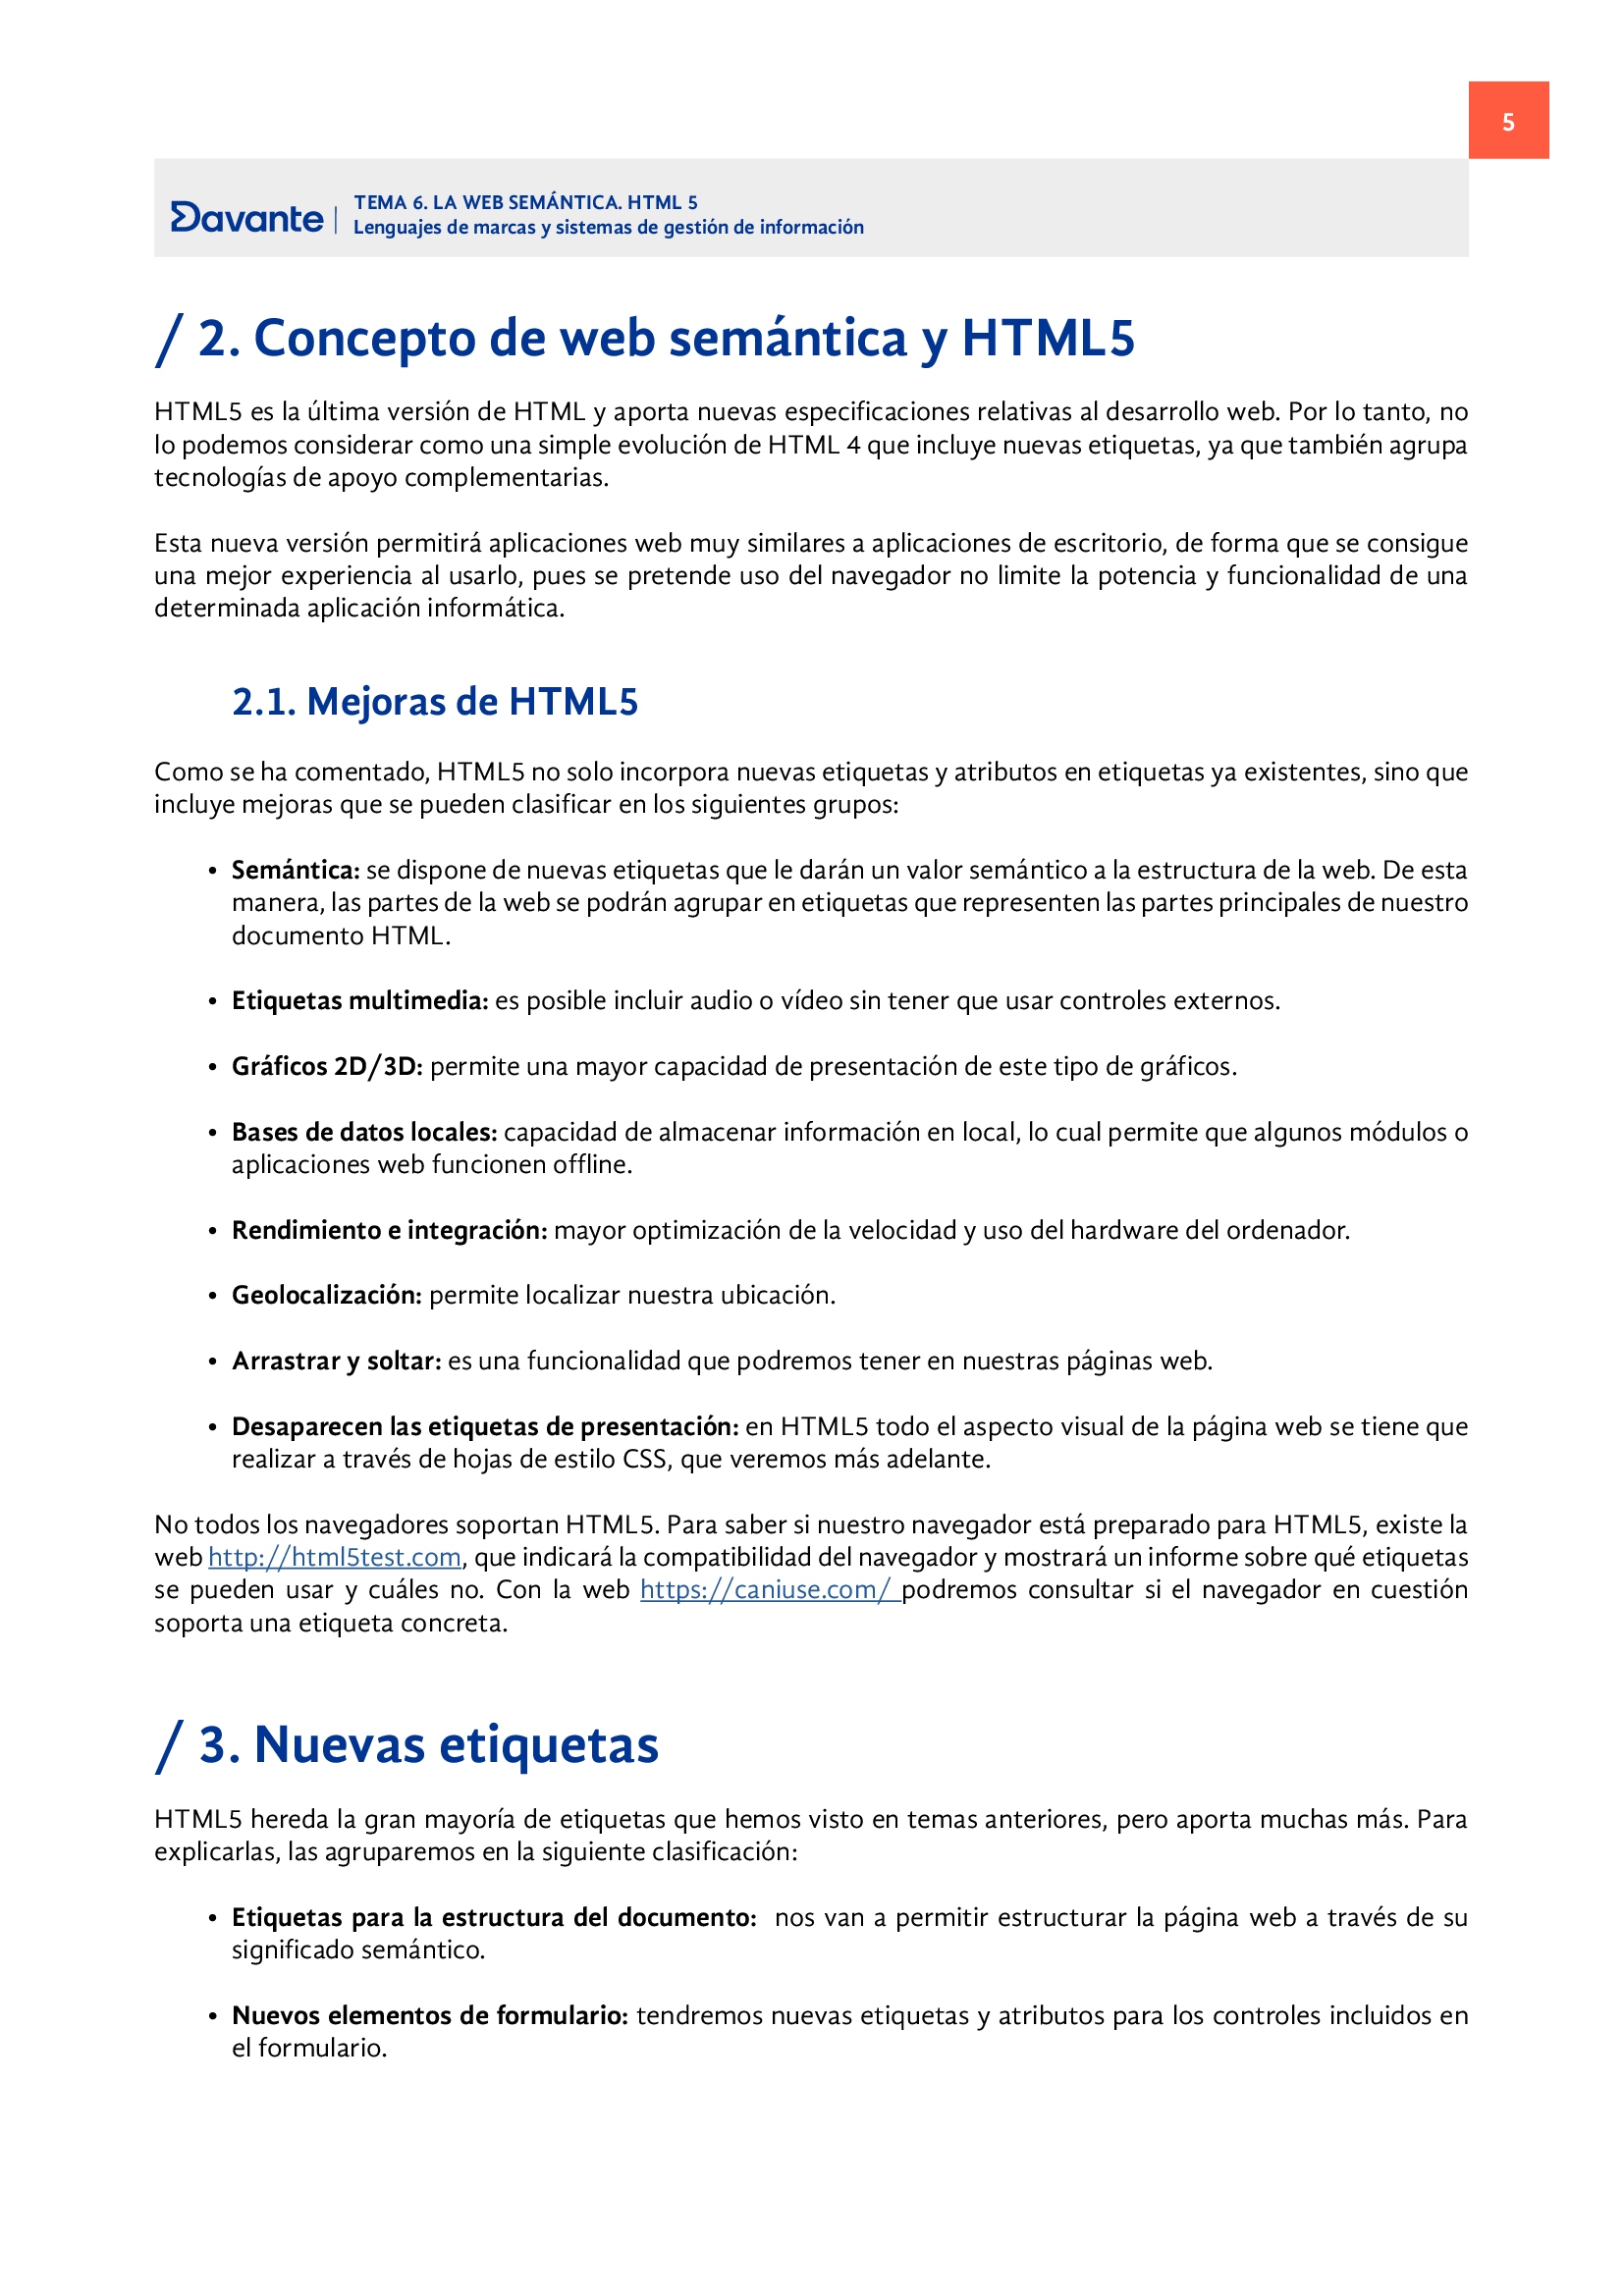 5
Davante
TEMA 6. LA WEB SEMÁNTICA. HTML 5
Lenguajes de marcas y sistemas de gestión de información
/ 2. Concepto de web semántica y HTML5
HTML5 es la última versión de HTML y aporta nuevas especificaciones relativas al desarrollo web. Por lo tanto, no
lo podemos considerar como una simple evolución de HTML 4 que incluye nuevas etiquetas, ya que también agrupa
tecnologías de apoyo complementarias.
Esta nueva versión permitirá aplicaciones web muy similares a aplicaciones de escritorio, de forma que se consigue
una mejor experiencia al usarlo, pues se pretende uso del navegador no limite la potencia y funcionalidad de una
determinada aplicación informática.
2.1. Mejoras de HTML5
Como se ha comentado, HTML5 no solo incorpora nuevas etiquetas y atributos en etiquetas ya existentes, sino que
incluye mejoras que se pueden clasificar en los siguientes grupos:
• Semántica: se dispone de nuevas etiquetas que le darán un valor semántico a la estructura de la web. De esta
manera, las partes de la web se podrán agrupar en etiquetas que representen las partes principales de nuestro
documento HTML.
• Etiquetas multimedia: es posible incluir audio o vídeo sin tener que usar controles externos.
• Gráficos 2D/3D: permite una mayor capacidad de presentación de este tipo de gráficos.
• Bases de datos locales: capacidad de almacenar información en local, lo cual permite que algunos módulos o
aplicaciones web funcionen offline.
• Rendimiento e integración: mayor optimización de la velocidad y uso del hardware del ordenador.
• Geolocalización: permite localizar nuestra ubicación.
• Arrastrar y soltar: es una funcionalidad que podremos tener en nuestras páginas web.
• Desaparecen las etiquetas de presentación: en HTML5 todo el aspecto visual de la página web se tiene que
realizar a través de hojas de estilo CSS, que veremos más adelante.
No todos los navegadores soportan HTML5. Para saber si nuestro navegador está preparado para HTML5, existe la
web http://html5test.com, que indicará la compatibilidad del navegador y mostrará un informe sobre qué etiquetas
se pueden usar y cuáles no. Con la web https://caniuse.com/ podremos consultar si el navegador en cuestión
soporta una etiqueta concreta.
/ 3. Nuevas etiquetas
HTML5 hereda la gran mayoría de etiquetas que hemos visto en temas anteriores, pero aporta muchas más. Para
explicarlas, las agruparemos en la siguiente clasificación:
• Etiquetas para la estructura del documento: nos van a permitir estructurar la página web a través de su
significado semántico.
• Nuevos elementos de formulario: tendremos nuevas etiquetas y atributos para los controles incluidos en
el formulario.